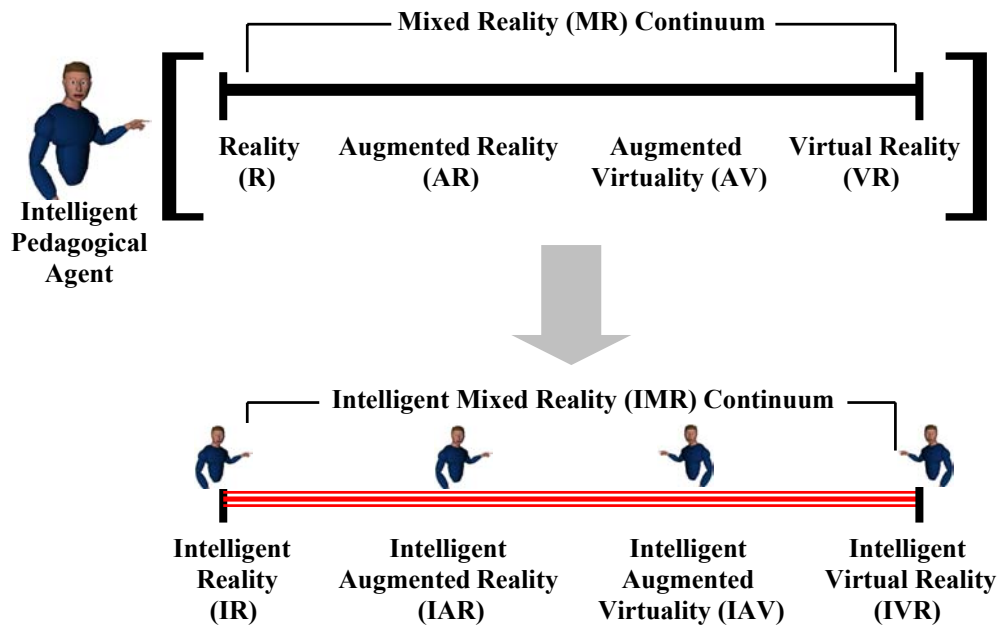 Mixed Reality (MR) Continuum
Reality
(R)
Augmented Reality
(AR)
Augmented
Virtuality (AV)
Virtual Reality
(VR)
Intelligent
Pedagogical
Agent
Intelligent Mixed Reality (IMR) Continuum
Intelligent
Reality
(IR)
Intelligent
Augmented Reality
(IAR)
Intelligent
Augmented
Virtuality (IAV)
Intelligent
Virtual Reality
(IVR)